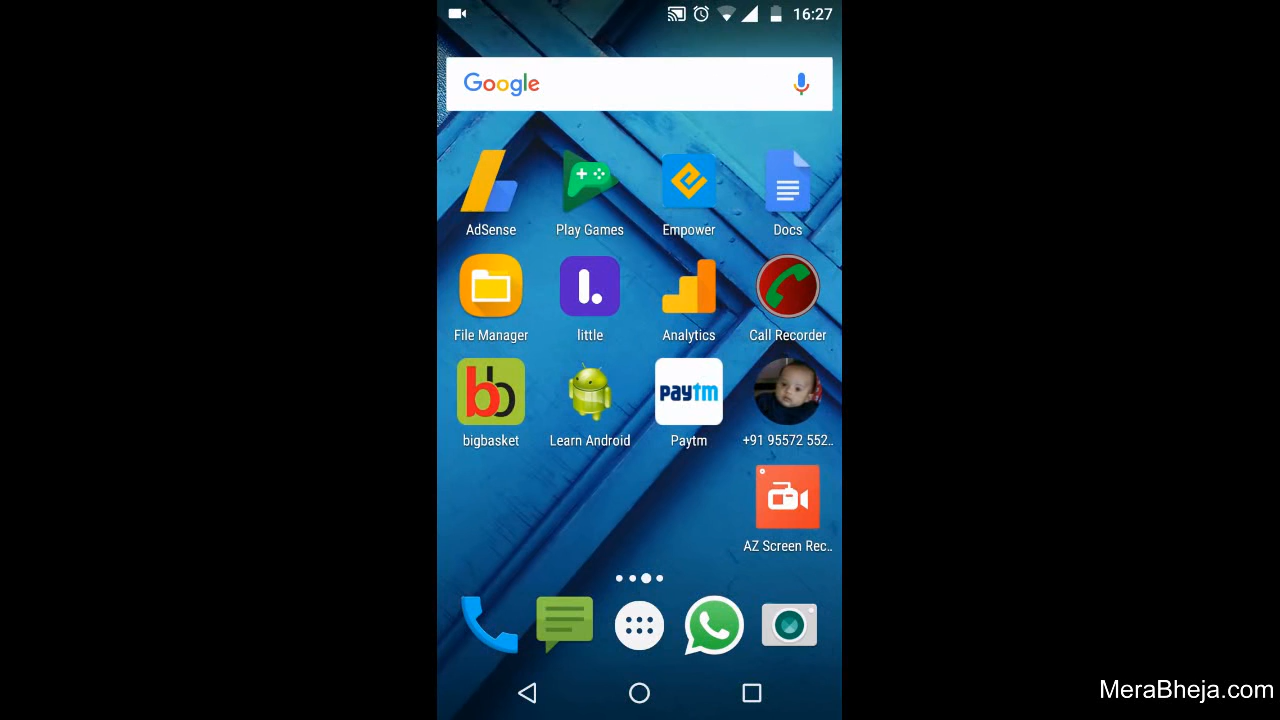 16:27
Google
AdSense
Play Games
Empower
Docs
File Manager
little
Analytics
Call Recorder
bb
paytm
bigbasket
Learn Android
Paytm
+91 95572 552..
AZ Screen Rec..
MeraBheja.com